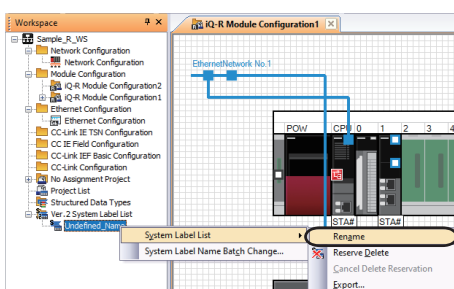 Workspace
Sample_R_WS
Network Configuration
Network Configuration
Module Configuration
iQ-R Module Configuration2
iQ-R Module Configuration1
Ethernet Configuration
Ethernet Configuration
CC-Link IE TSN Configuration
CC IE Field Configuration
CC-Link IEF Basic Configuration
CC-Link Configuration
No Assignment Project
Project List
Structured Data Types
Ver. 2 System Label List
Undefined_Name
iQ-R Module Configuration1
EthernetNetwork No.1
POW CPU 0 1 2 3 4
STA# STA#
System Label List
System Label Name Batch Change...
Rename
Reserve Delete
Cancel Delete Reservation
Export...